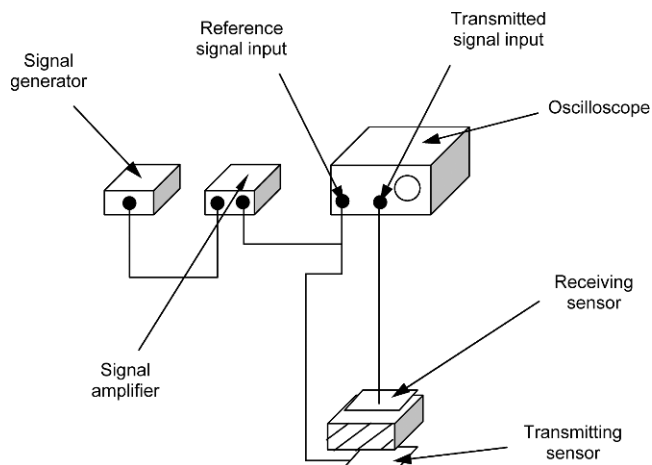 Reference
signal input
Transmitted
signal input
Signal
generator
Oscilloscope
Receiving
sensor
Signal
amplifier
Transmitting
sensor